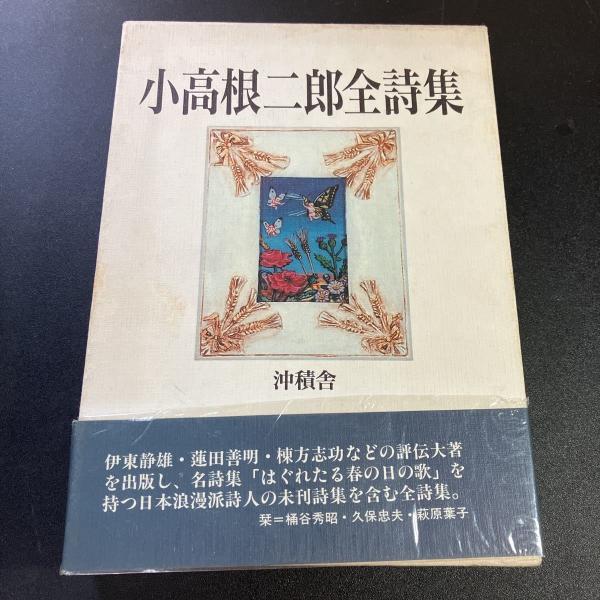 小高根二郎全詩集
沖積舎
伊東静雄・蓮田善明・棟方志功などの評伝大著
を出版し、名詩集「はぐれたる春の日の歌」を
持つ日本浪漫派詩人の未刊詩集を含む全詩集。
栞＝桶谷秀昭・久保忠夫・萩原葉子